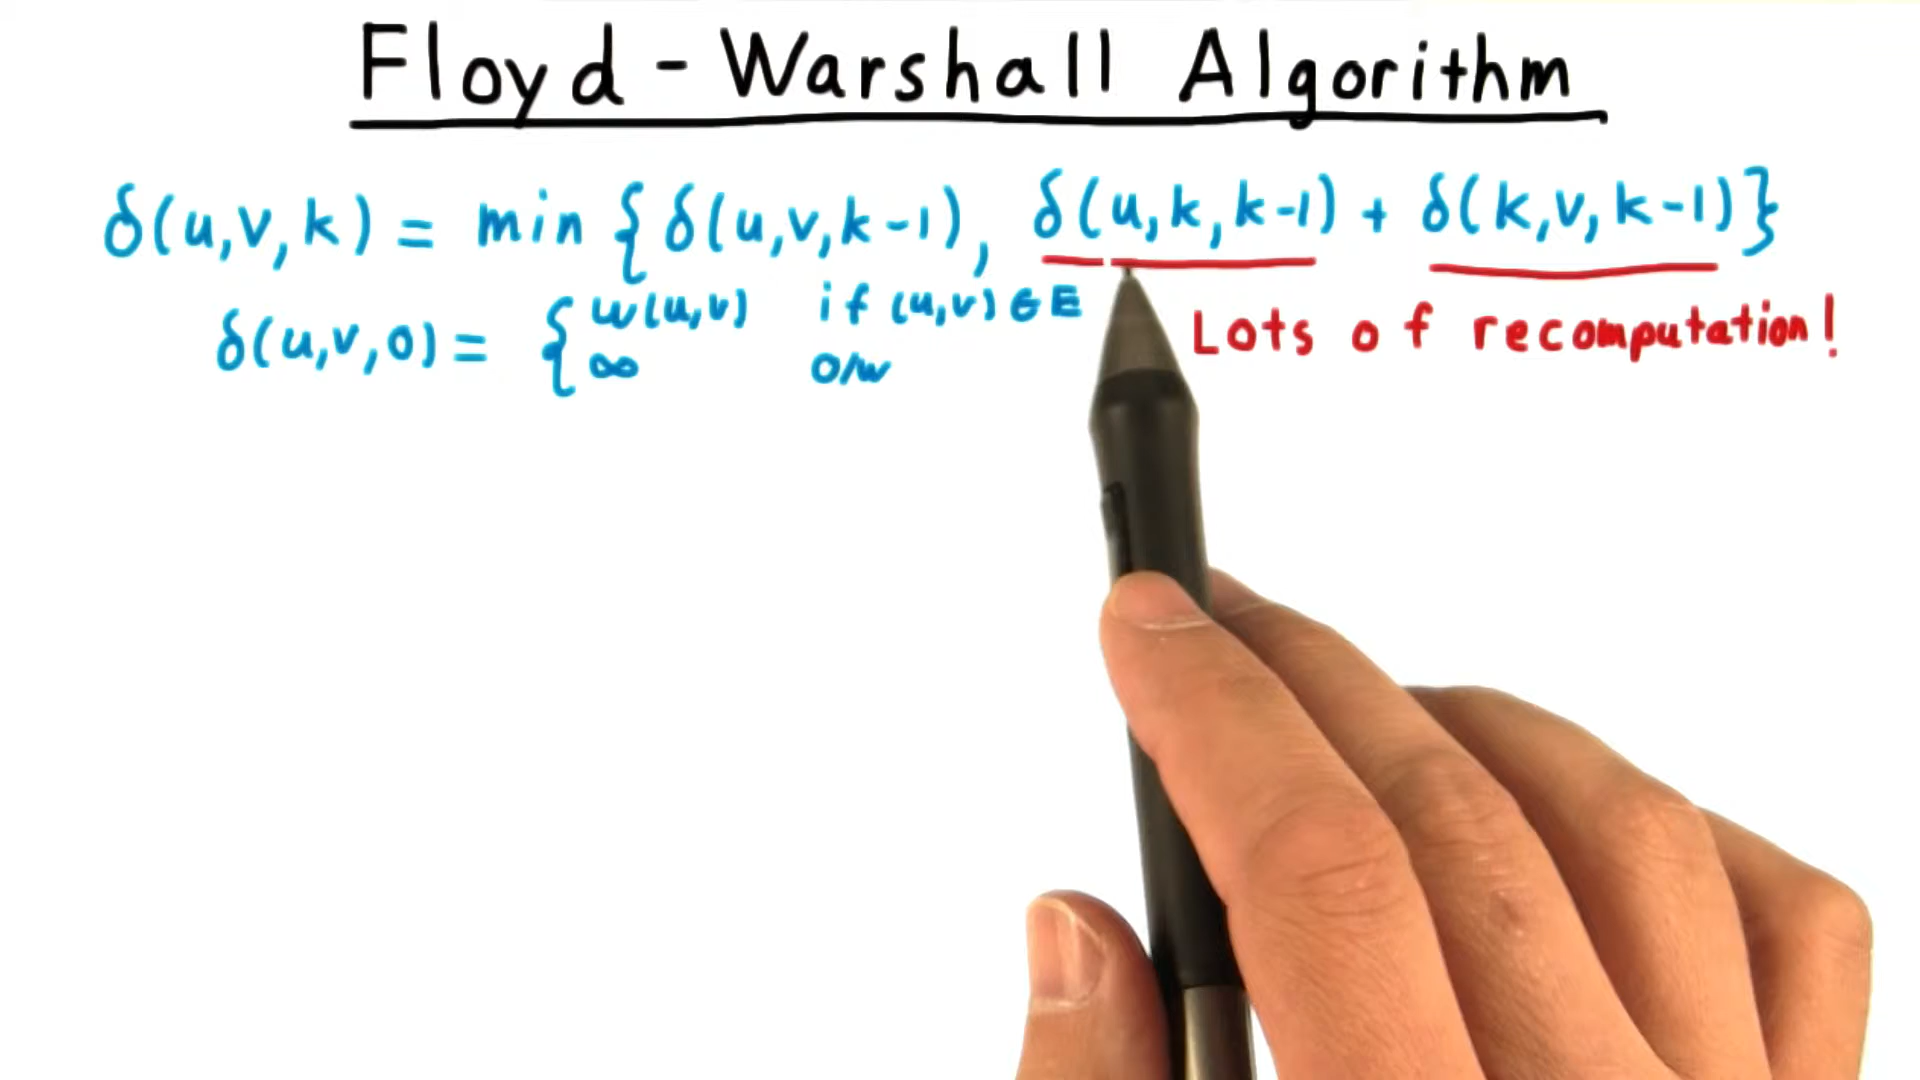 Floyd - Warshall Algorithm
δ(u,v,k) = min {δ(u,v,k-1), δ(u,k,k-1) + δ(k,v,k-1)}
δ(u,v,0) = { w(u,v) if (u,v) ∈ E
∞ o/w
Lots of recomputation!